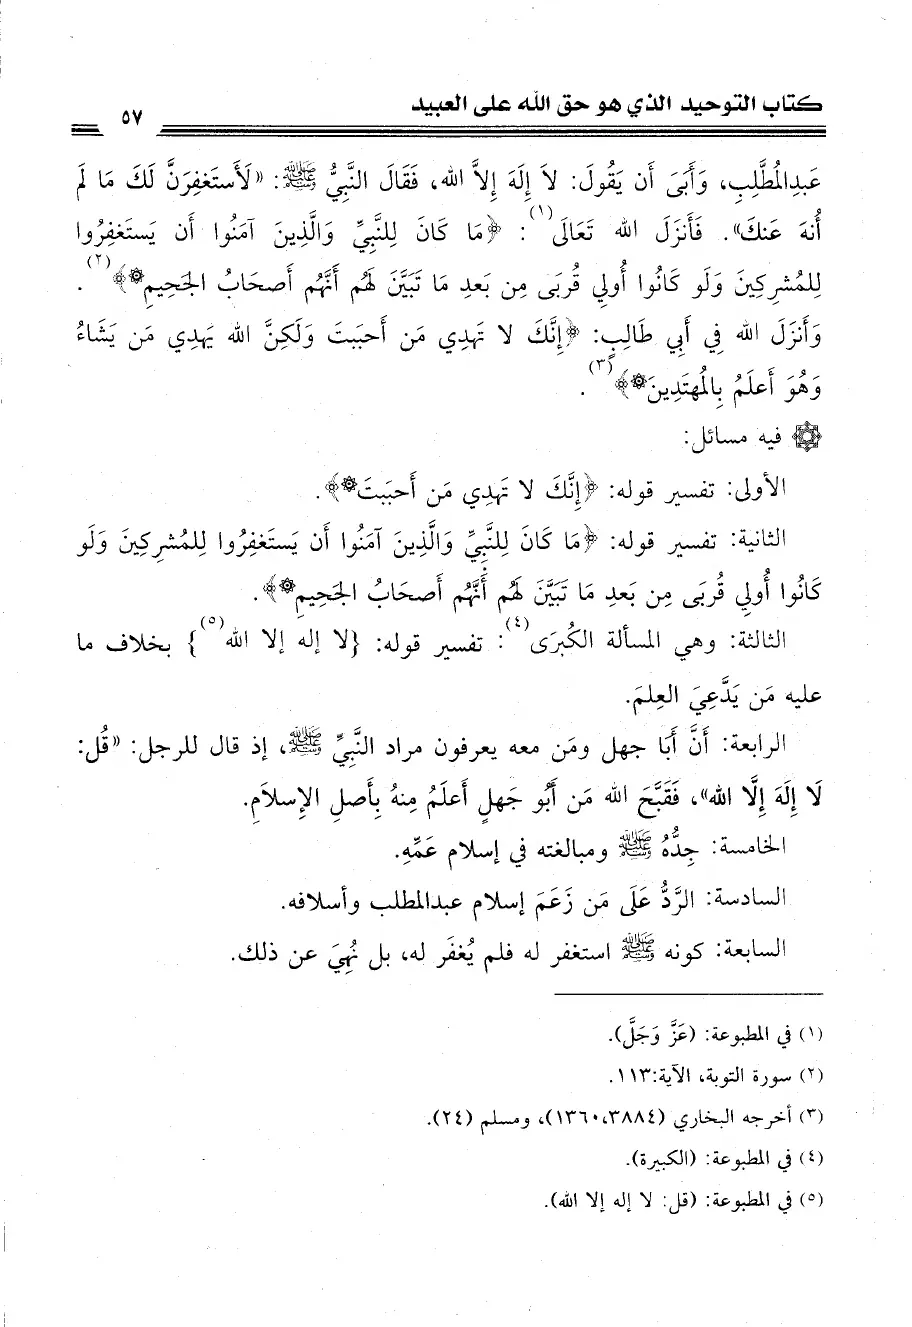 كتاب التوحيد الذي هو حق الله على العبيد
٥٧
عبدالمُطَّلِبِ، وَأَبَى أَن يَقُولَ: لاَ إِلَهَ إِلاَّ الله، فَقَالَ النَّبِيُّ ﷺ: «لأَستَغفِرَنَّ لَكَ مَا لَم
أُنهَ عَنكَ». فَأَنزَلَ الله تَعَالَى(١): ﴿مَا كَانَ لِلنَّبِيِّ وَالَّذِينَ آمَنُوا أَن يَستَغفِرُوا
لِلمُشرِكِينَ وَلَو كَانُوا أُولِي قُربَى مِن بَعدِ مَا تَبَيَّنَ لَهُم أَنَّهُم أَصحَابُ الجَحِيمِ۞﴾(٢).
وَأَنزَلَ الله فِي أَبِي طَالِبٍ: ﴿إِنَّكَ لا تَهدِي مَن أَحبَبتَ وَلَكِنَّ الله يَهدِي مَن يَشَاءُ
وَهُوَ أَعلَمُ بِالمُهتَدِينَ۞﴾(٣).
۞ فيه مسائل:
الأولى: تفسير قوله: ﴿إِنَّكَ لا تَهدِي مَن أَحبَبتَ۞﴾.
الثانية: تفسير قوله: ﴿مَا كَانَ لِلنَّبِيِّ وَالَّذِينَ آمَنُوا أَن يَستَغفِرُوا لِلمُشرِكِينَ وَلَو
كَانُوا أُولِي قُربَى مِن بَعدِ مَا تَبَيَّنَ لَهُم أَنَّهُم أَصحَابُ الجَحِيمِ۞﴾.
الثالثة: وهي المسألة الكُبرَى(٤): تفسير قوله: {لا إله إلا الله(٥)} بخلاف ما
عليه مَن يَدَّعِيَ العِلمَ.
الرابعة: أَنَّ أَبَا جهل ومَن معه يعرفون مراد النَّبِيِّ ﷺ، إذ قال للرجل: «قُل:
لَا إِلَهَ إِلَّا الله»، فَقَبَّحَ الله مَن أَبُو جَهلٍ أَعلَمُ مِنهُ بِأَصلِ الإِسلاَمِ.
الخامسة: جِدُّهُ ﷺ ومبالغته في إسلام عَمِّهِ.
السادسة: الرَّدُّ عَلَى مَن زَعَمَ إسلام عبدالمطلب وأسلافه.
السابعة: كونه ﷺ استغفر له فلم يُغفَر له، بل نُهِيَ عن ذلك.
(١) في المطبوعة: (عَزَّ وَجَلَّ).
(٢) سورة التوبة، الآية:١١٣.
(٣) أخرجه البخاري (١٣٦٠،٣٨٨٤)، ومسلم (٢٤).
(٤) في المطبوعة: (الكبيرة).
(٥) في المطبوعة: (قل: لا إله إلا الله).